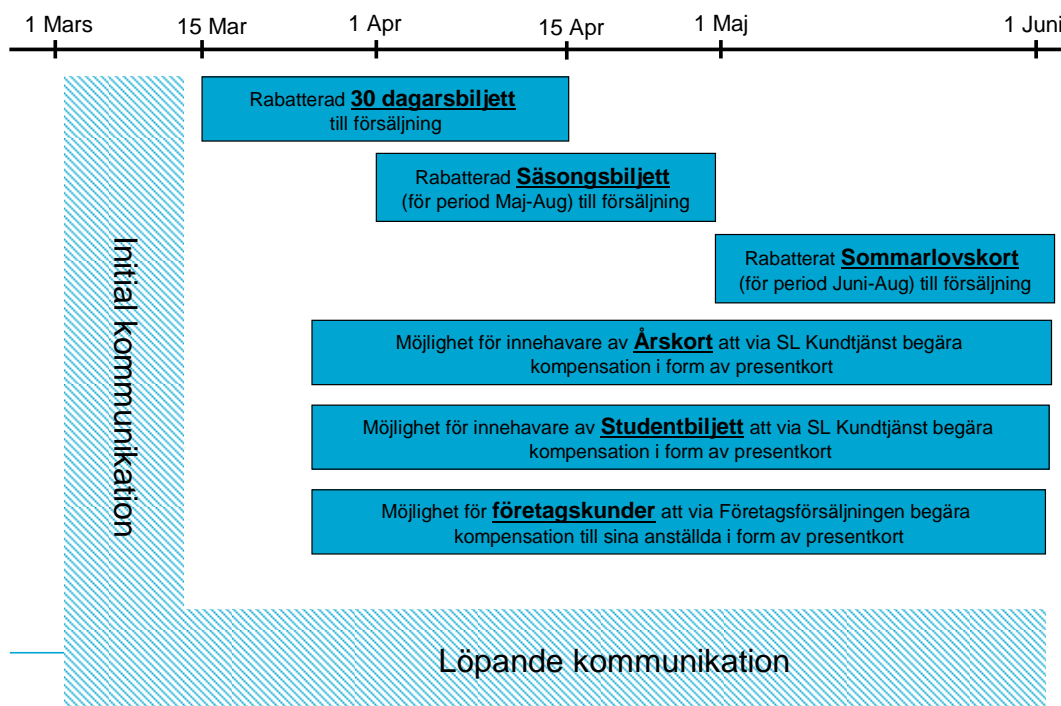 1 Mars
15 Mar
1 Apr
15 Apr
1 Maj
1 Juni
Rabatterad 30 dagarsbiljett
till försäljning
Rabatterad Säsongsbiljett
(för period Maj-Aug) till försäljning
Rabatterat Sommarlovskort
(för period Juni-Aug) till försäljning
Initial kommunikation
Möjlighet för innehavare av Årskort att via SL Kundtjänst begära
kompensation i form av presentkort
Möjlighet för innehavare av Studentbiljett att via SL Kundtjänst begära
kompensation i form av presentkort
Möjlighet för företagskunder att via Företagsförsäljningen begära
kompensation till sina anställda i form av presentkort
Löpande kommunikation